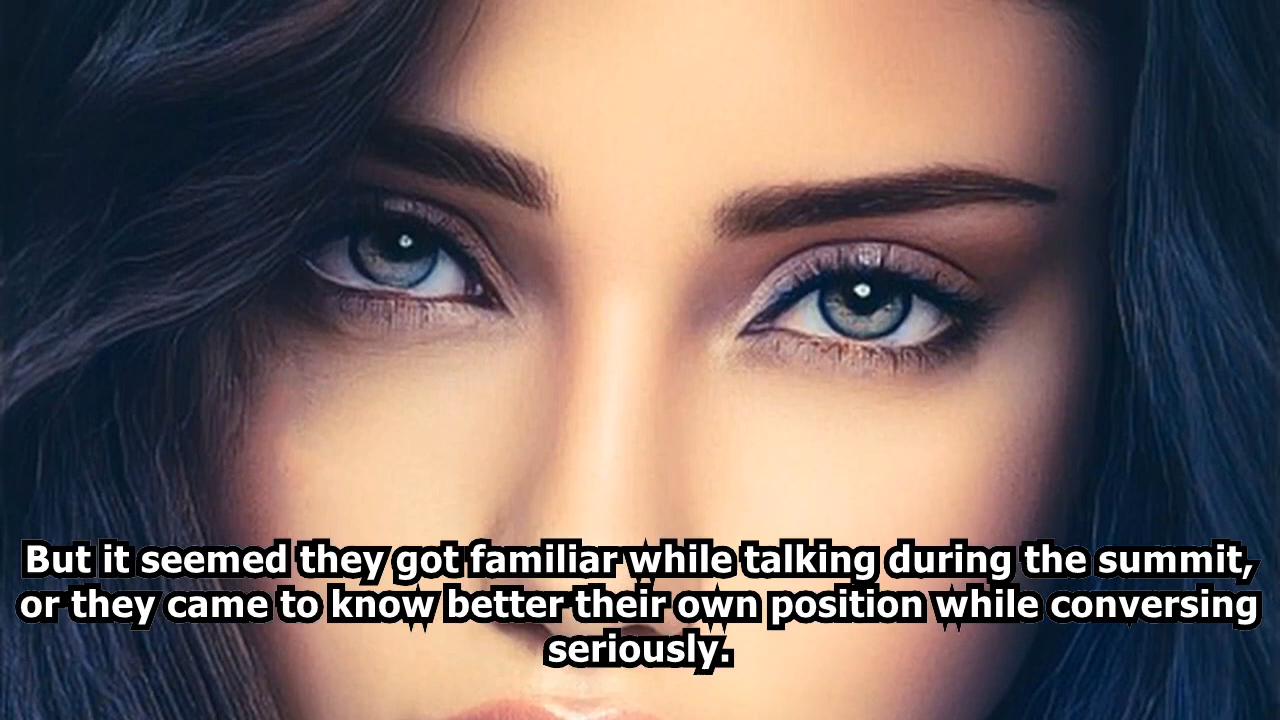 But it seemed they got familiar while talking during the summit,
or they came to know better their own position while conversing
seriously.